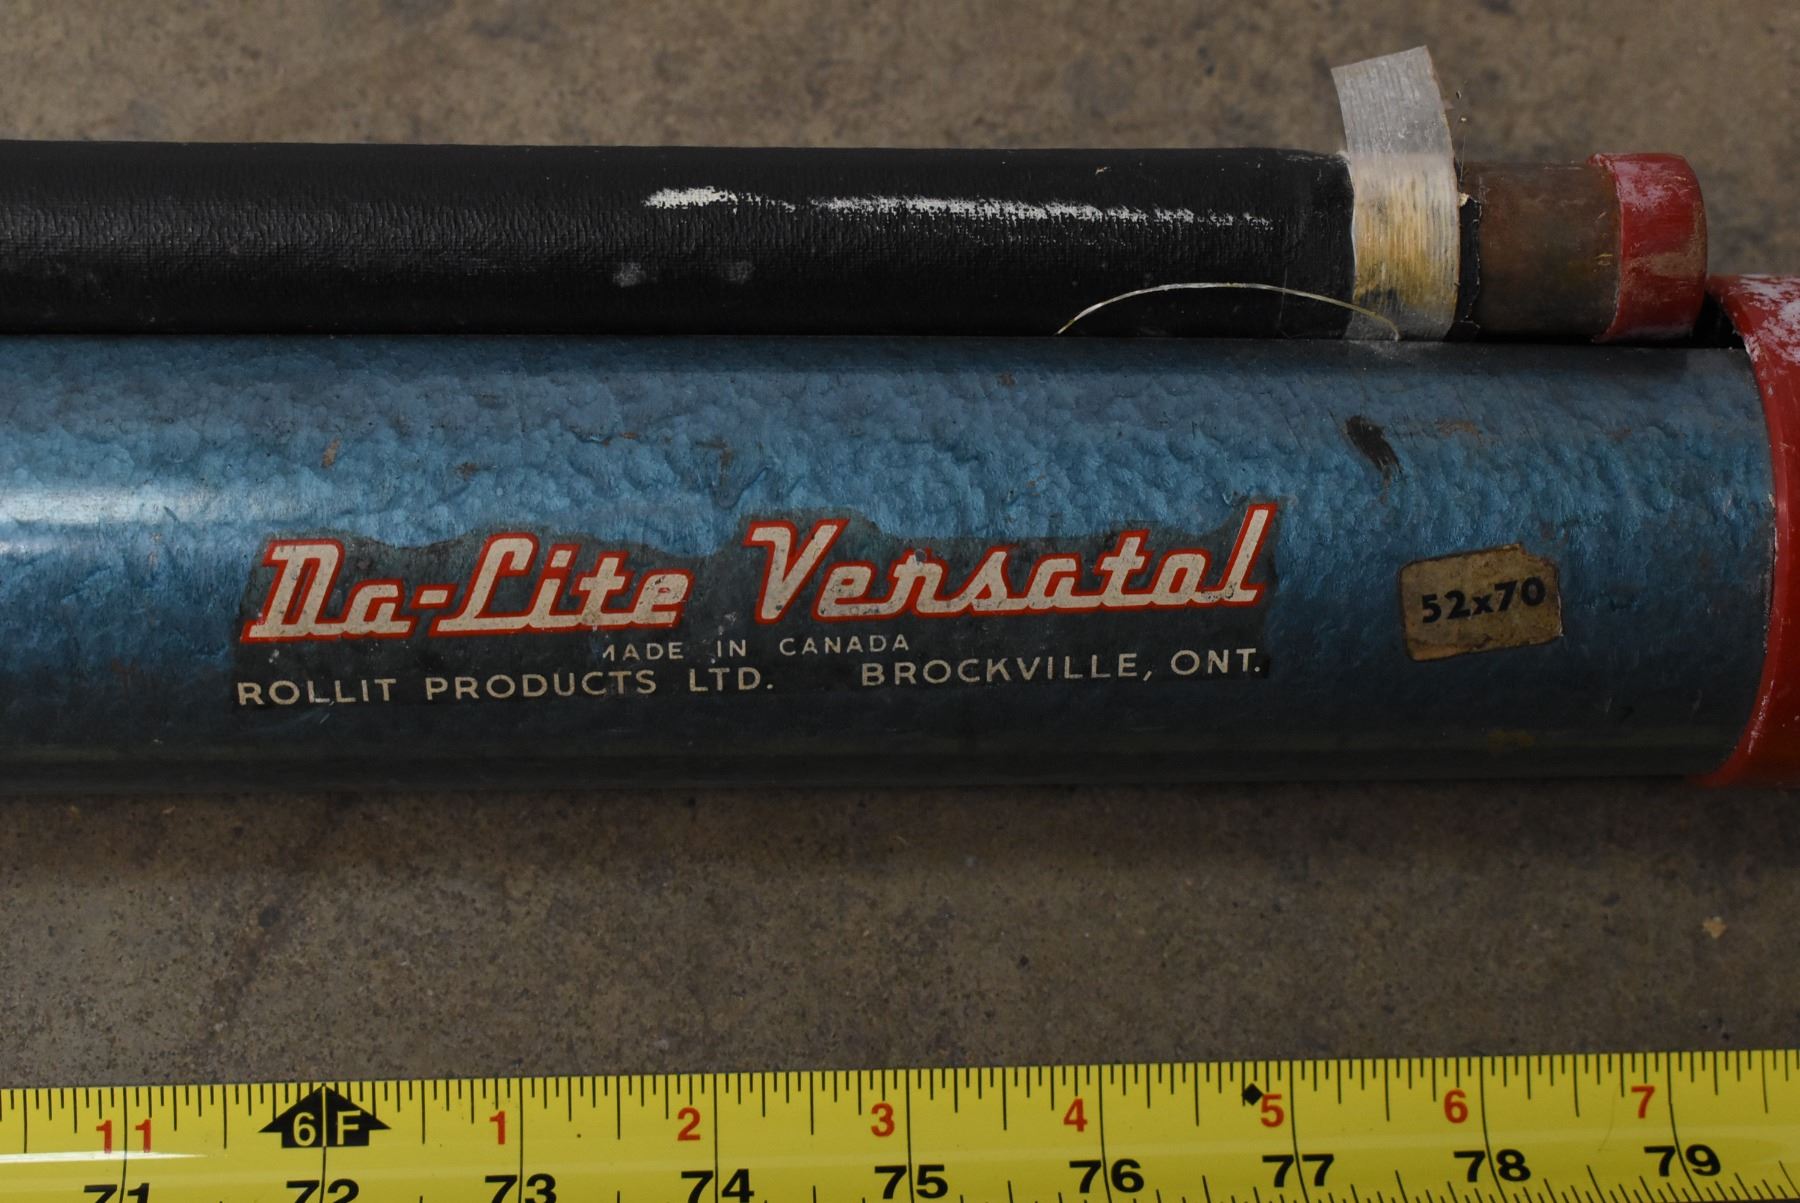 Da-Lite Versatol
52x70
MADE IN CANADA
ROLLIT PRODUCTS LTD. BROCKVILLE, ONT.
11 6F 1 2 3 4 5 6 7
71 72 73 74 75 76 77 78 79